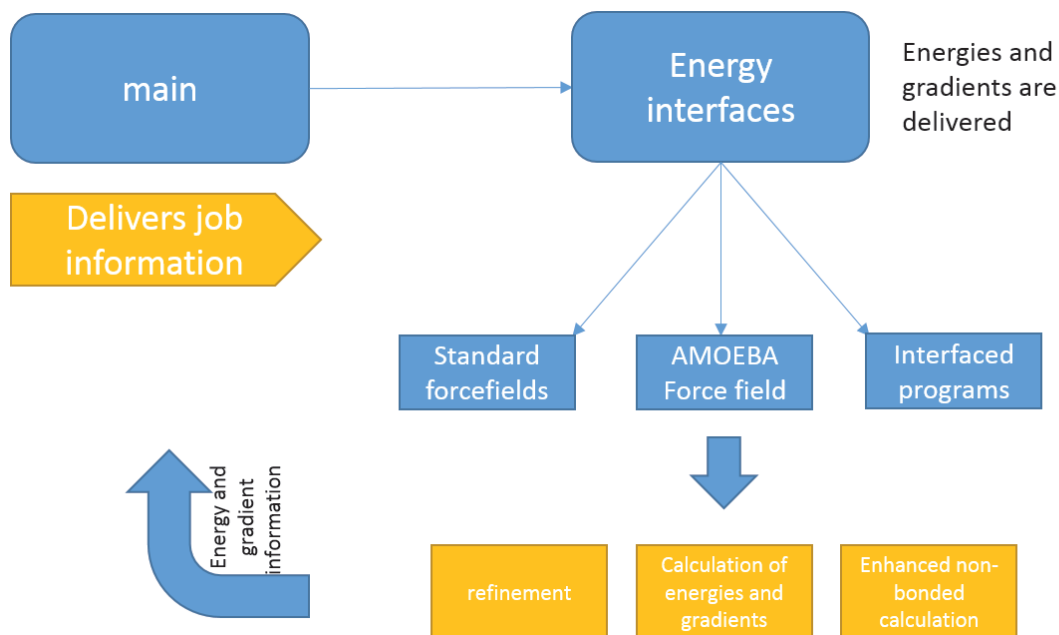 main
Energy
interfaces
Energies and
gradients are
delivered
Delivers job
information
Standard
forcefields
AMOEBA
Force field
Interfaced
programs
Energy and
gradient
information
refinement
Calculation of
energies and
gradients
Enhanced non-
bonded
calculation